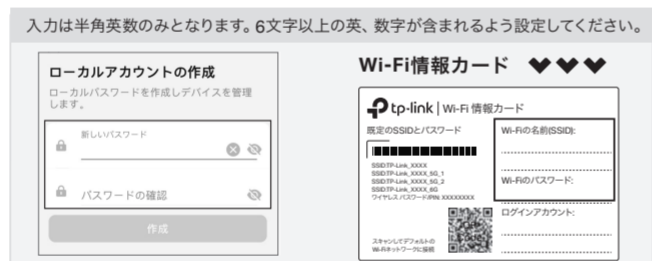 入力は半角英数のみとなります。6文字以上の英、数字が含まれるよう設定してください。
ローカルアカウントの作成
ローカルパスワードを作成しデバイスを管理
します。
新しいパスワード
パスワードの確認
作成
Wi-Fi情報カード
tp-link | Wi-Fi 情報カード
既定のSSIDとパスワード
SSID:TP-Link_XXXX
SSID:TP-Link_XXXX_5G_1
SSID:TP-Link_XXXX_5G_2
SSID:TP-Link_XXXX_6G
ワイヤレス パスワード/PIN: XXXXXXXX
スキャンしてデフォルトの
Wi-Fiネットワークに接続
Wi-Fiの名前(SSID):
Wi-Fiのパスワード:
ログインアカウント: